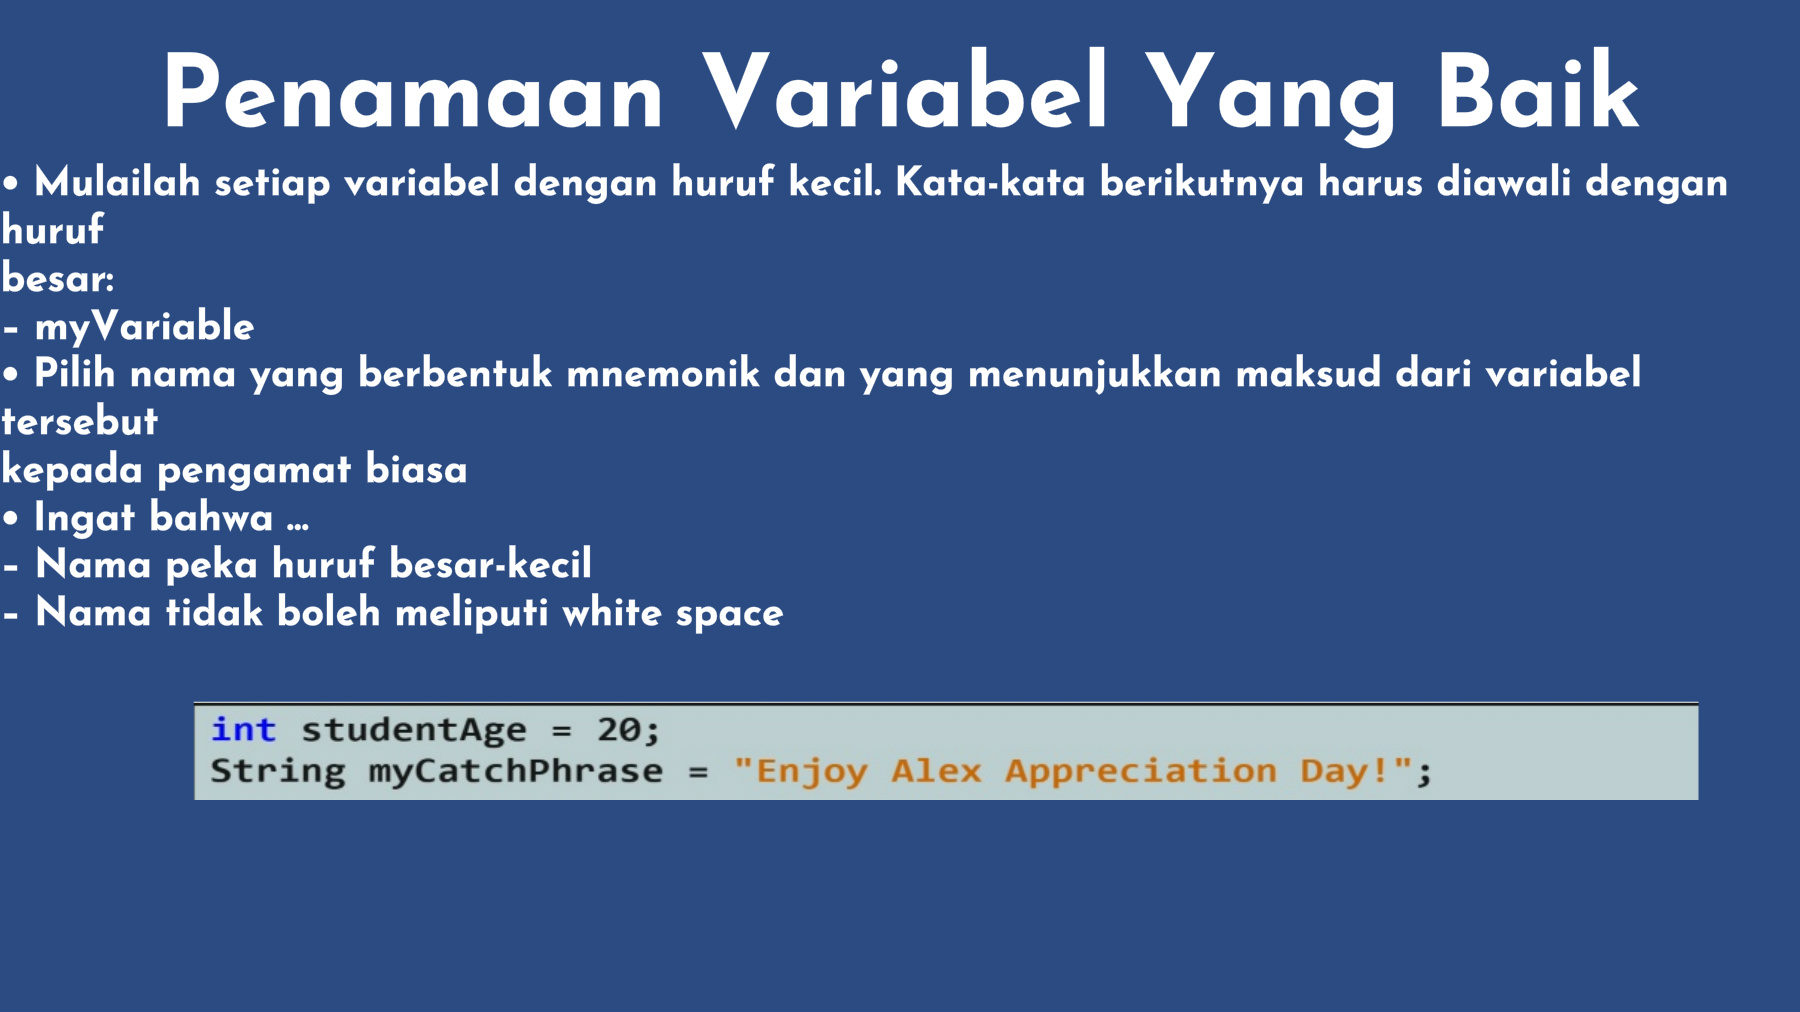 Penamaan Variabel Yang Baik
• Mulailah setiap variabel dengan huruf kecil. Kata-kata berikutnya harus diawali dengan
huruf
besar:
– myVariable
• Pilih nama yang berbentuk mnemonik dan yang menunjukkan maksud dari variabel
tersebut
kepada pengamat biasa
• Ingat bahwa …
– Nama peka huruf besar-kecil
– Nama tidak boleh meliputi white space
int studentAge = 20;
String myCatchPhrase = "Enjoy Alex Appreciation Day!";